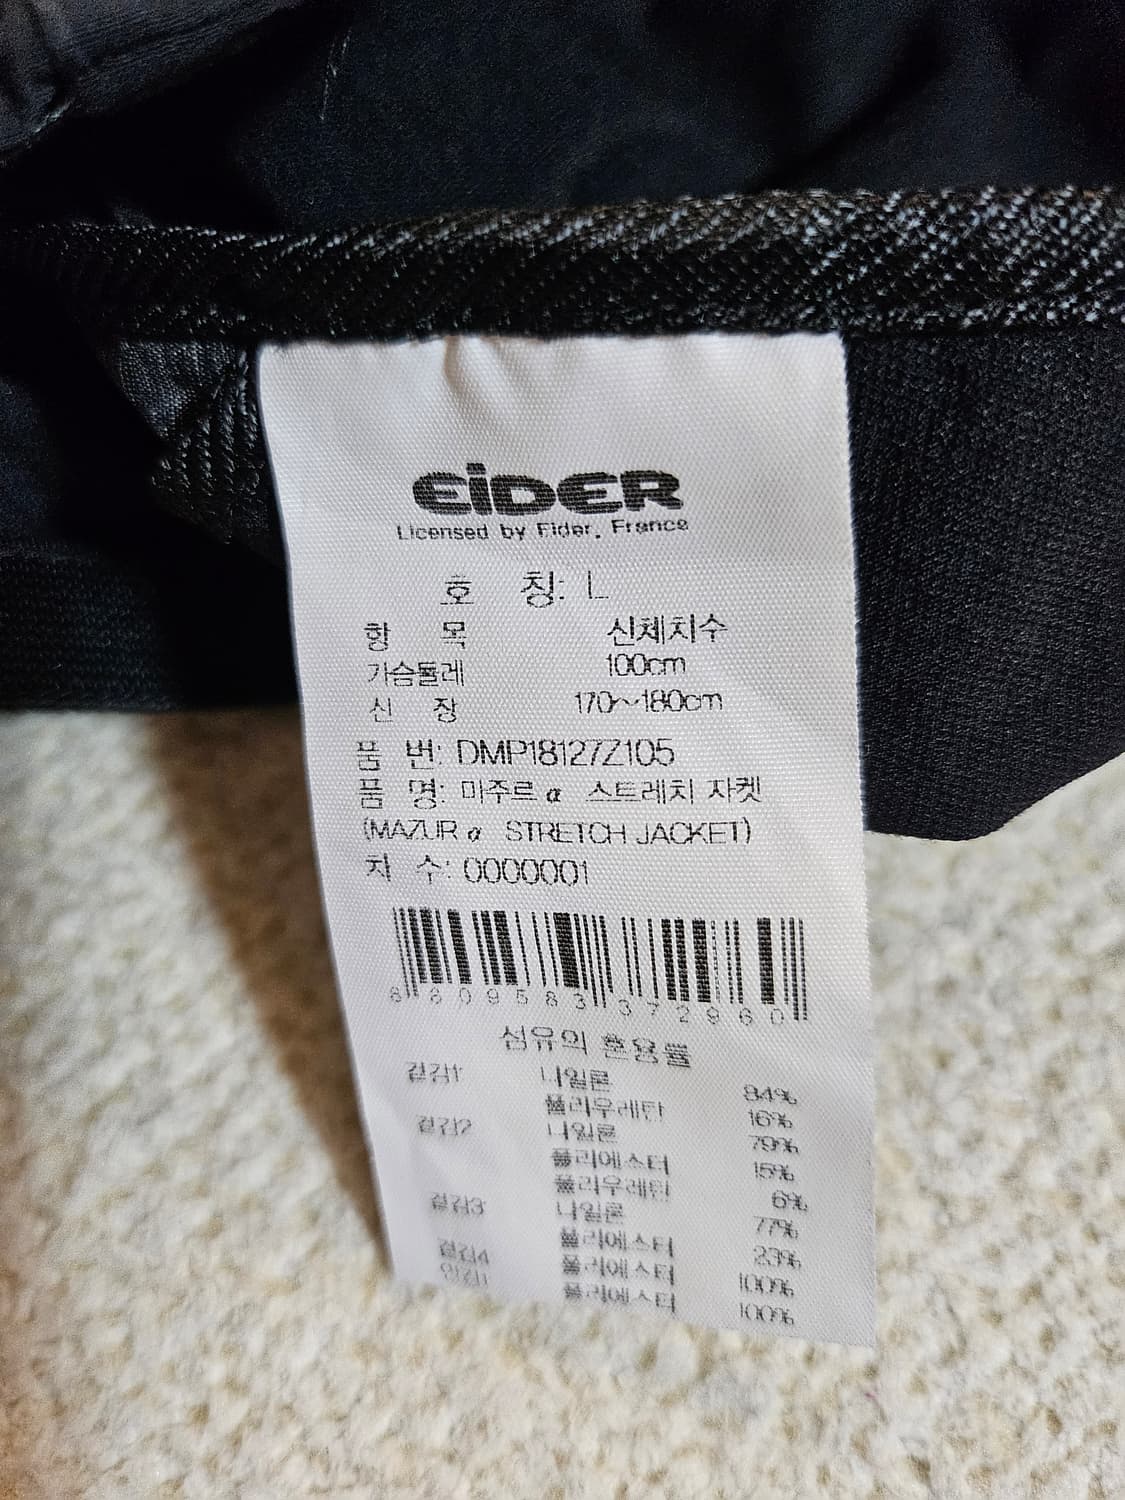 EiDER
Licensed by Eider, France
호 칭: L
항 목 신체치수
가슴둘레 100cm
신 장 170~180cm
품 번: DMP18127Z105
품 명: 미주르 α 스트레치 자켓
(MAZUR α STRETCH JACKET)
차 수: 0000001
8 809583 372960
섬유의 혼용률
겉감1 나일론 84%
폴리우레탄 16%
겉감2 나일론 79%
폴리에스터 15%
폴리우레탄 6%
겉감3 나일론 77%
폴리에스터 23%
겉감4 폴리에스터 100%
안감1 폴리에스터 100%